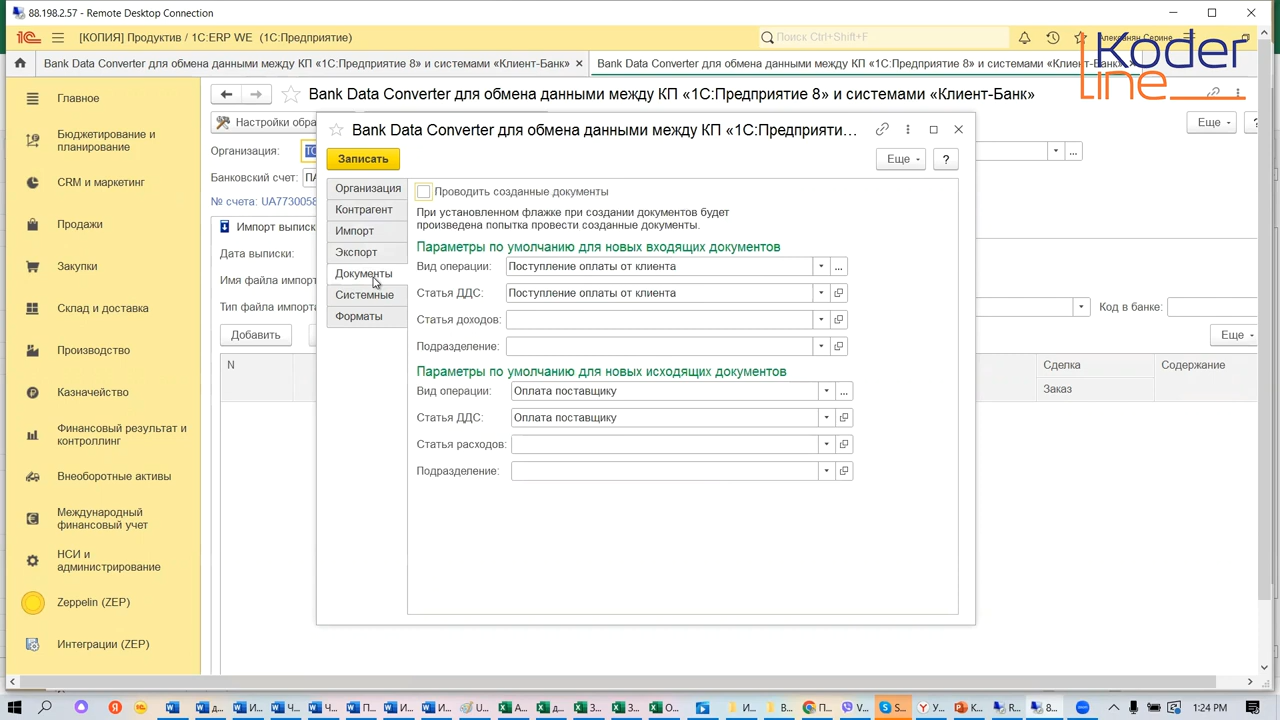 88.198.2.57 - Remote Desktop Connection
[КОПИЯ] Продуктив / 1C:ERP WE (1С:Предприятие)
Поиск Ctrl+Shift+F
Koder
line
Bank Data Converter для обмена данными между КП «1С:Предприятие 8» и системами «Клиент-Банк»
Bank Data Converter для обмена данными между КП «1С:Предприятие 8» и системами «Клиент-Банк»
Главное
Бюджетирование и
планирование
CRM и маркетинг
Продажи
Закупки
Склад и доставка
Производство
Казначейство
Финансовый результат и
контроллинг
Внеоборотные активы
Международный
финансовый учет
НСИ и
администрирование
Zeppelin (ZEP)
Интеграции (ZEP)
Bank Data Converter для обмена данными между КП «1С:Предприятие 8» и системами «Клиент-Банк»
Настройки обра
Еще
?
Организация:
Банковский счет:
№ счета: UA7730058
Импорт выписк
Дата выписки:
Имя файла импорт
Тип файла импорта
Код в банке:
Добавить
Еще
N
Сделка
Содержание
Заказ
Bank Data Converter для обмена данными между КП «1С:Предприяти...
Записать
Еще
?
Организация
Контрагент
Импорт
Экспорт
Документы
Системные
Форматы
Проводить созданные документы
При установленном флажке при создании документов будет
произведена попытка провести созданные документы.
Параметры по умолчанию для новых входящих документов
Вид операции: Поступление оплаты от клиента
Статья ДДС: Поступление оплаты от клиента
Статья доходов:
Подразделение:
Параметры по умолчанию для новых исходящих документов
Вид операции: Оплата поставщику
Статья ДДС: Оплата поставщику
Статья расходов:
Подразделение:
1:24 PM